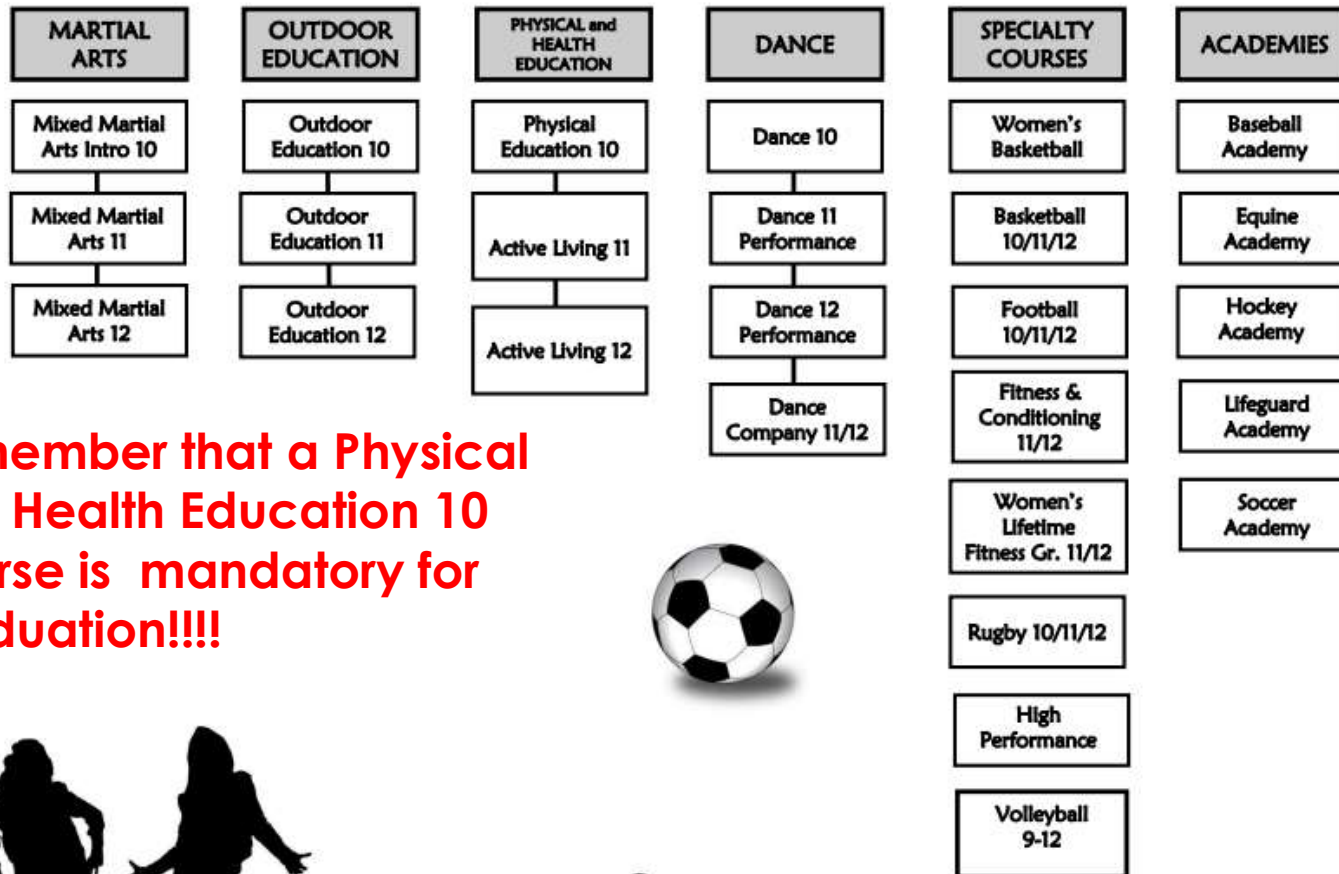 MARTIAL
ARTS
Mixed Martial
Arts Intro 10
Mixed Martial
Arts 11
Mixed Martial
Arts 12
OUTDOOR
EDUCATION
Outdoor
Education 10
Outdoor
Education 11
Outdoor
Education 12
PHYSICAL and
HEALTH
EDUCATION
Physical
Education 10
Active Living 11
Active Living 12
DANCE
Dance 10
Dance 11
Performance
Dance 12
Performance
Dance
Company 11/12
SPECIALTY
COURSES
Women's
Basketball
Basketball
10/11/12
Football
10/11/12
Fitness &
Conditioning
11/12
Women's
Lifetime
Fitness Gr. 11/12
Rugby 10/11/12
High
Performance
Volleyball
9-12
ACADEMIES
Baseball
Academy
Equine
Academy
Hockey
Academy
Lifeguard
Academy
Soccer
Academy
member that a Physical
Health Education 10
rse is mandatory for
duation!!!!